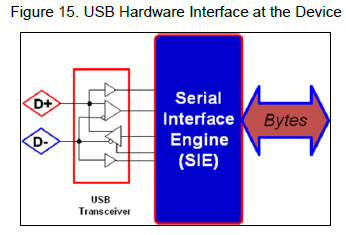 Figure 15. USB Hardware Interface at the Device
D+
D-
Serial
Interface
Engine
(SIE)
Bytes
USB
Transceiver